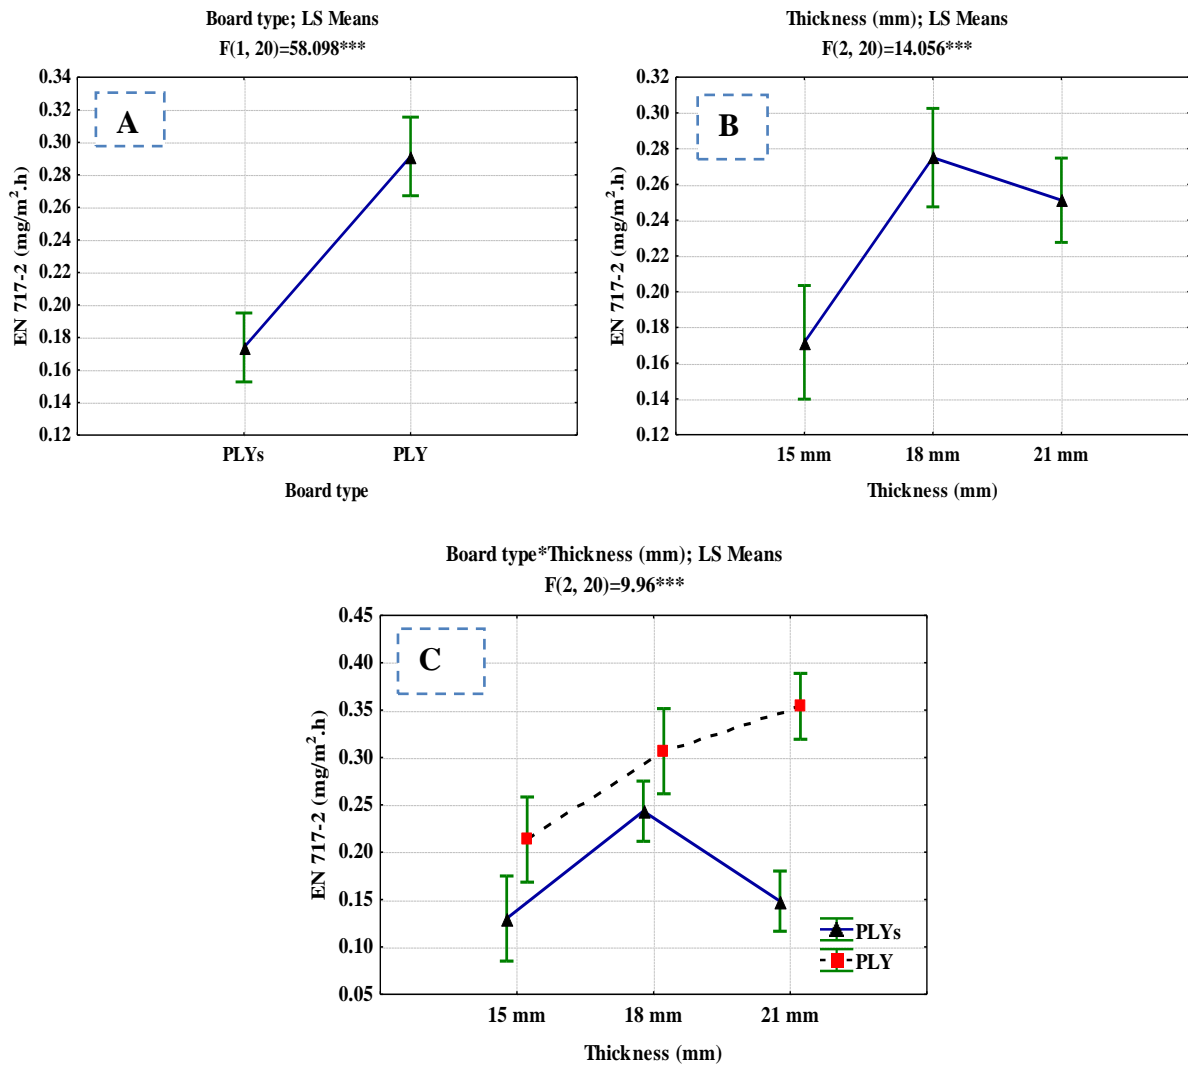 Board type; LS Means
F(1, 20)=58.098***
A
EN 717-2 (mg/m².h)
0.34
0.32
0.30
0.28
0.26
0.24
0.22
0.20
0.18
0.16
0.14
0.12
PLYs PLY
Board type
Thickness (mm); LS Means
F(2, 20)=14.056***
B
EN 717-2 (mg/m².h)
0.32
0.30
0.28
0.26
0.24
0.22
0.20
0.18
0.16
0.14
0.12
15 mm 18 mm 21 mm
Thickness (mm)
Board type*Thickness (mm); LS Means
F(2, 20)=9.96***
C
EN 717-2 (mg/m².h)
0.45
0.40
0.35
0.30
0.25
0.20
0.15
0.10
0.05
PLYs
PLY
15 mm 18 mm 21 mm
Thickness (mm)